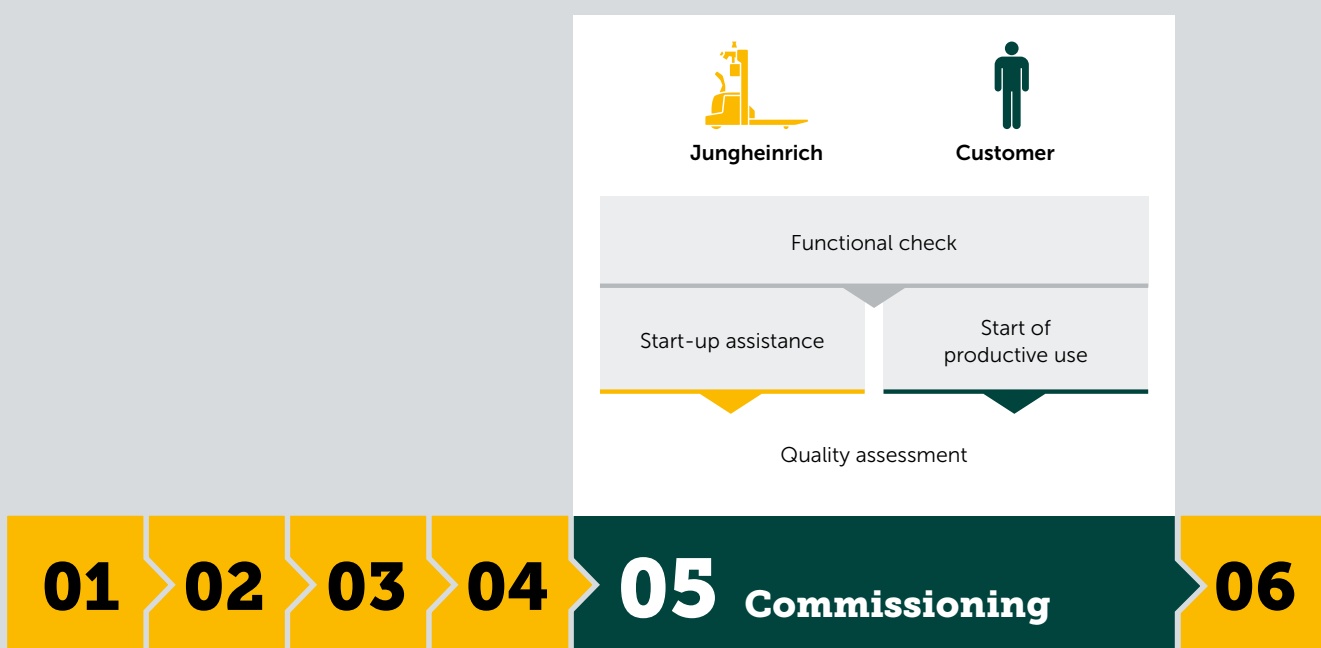 Jungheinrich
Customer
Functional check
Start-up assistance
Start of
productive use
Quality assessment
01
02
03
04
05 Commissioning
06